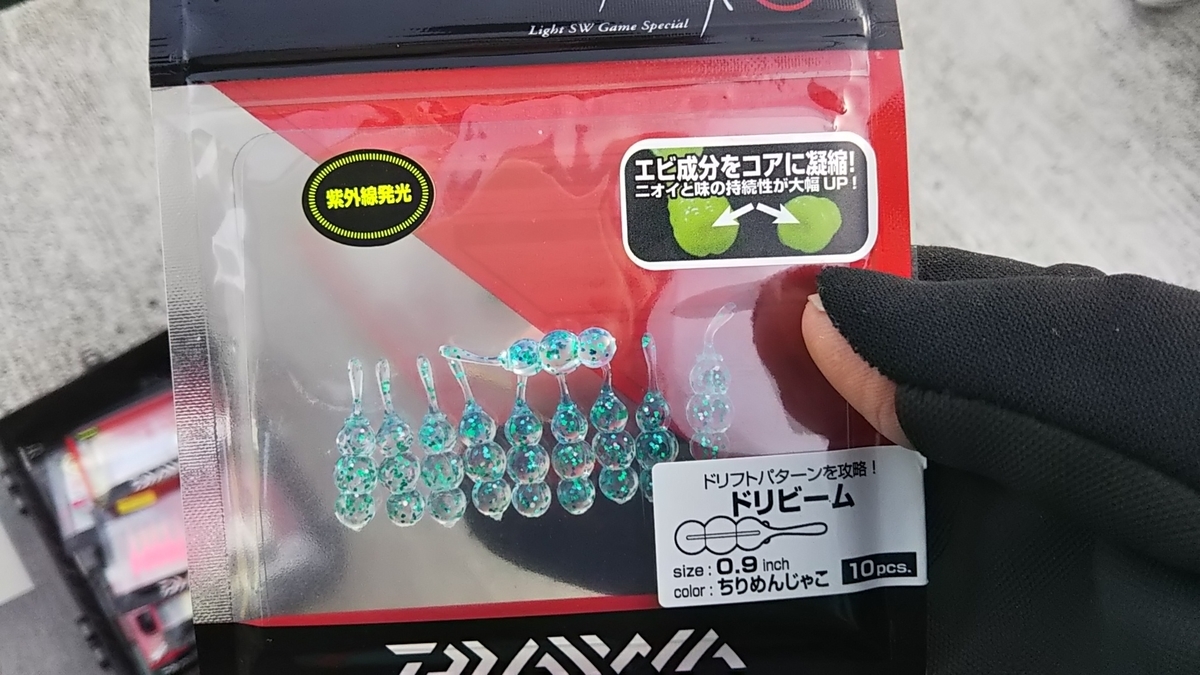 Light SW Game Special
紫外線発光
エビ成分をコアに凝縮!
ニオイと味の持続性が大幅UP!
ドリフトパターンを攻略!
ドリビーム
size : 0.9 inch
color : ちりめんじゃこ
10pcs.
DAIWA